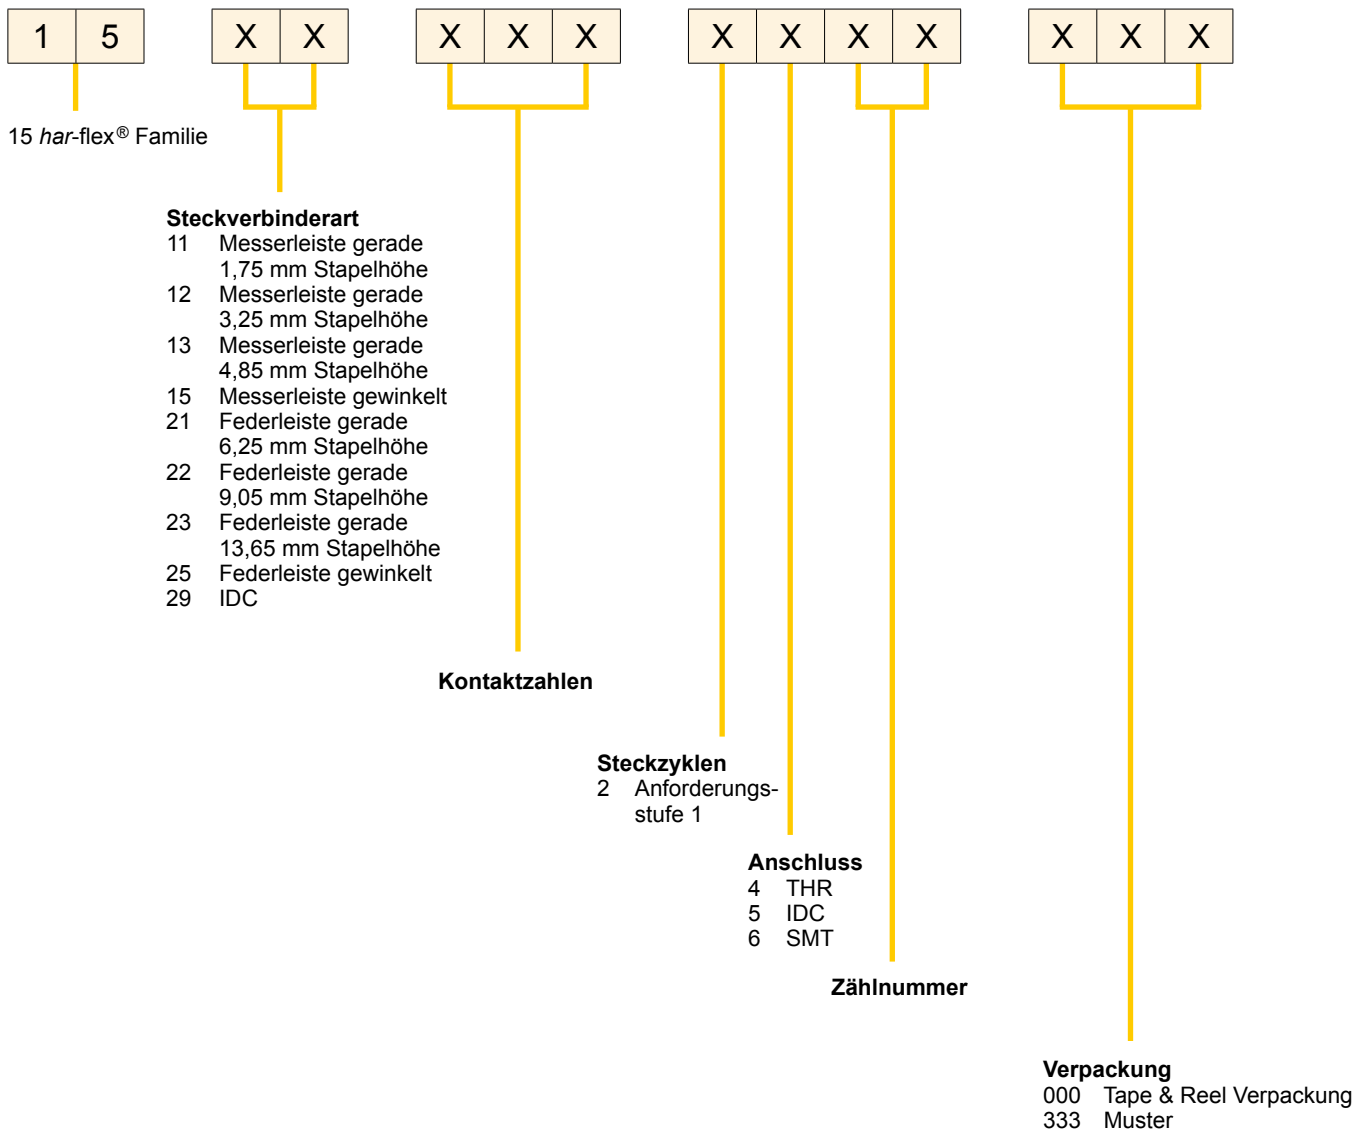 1 5 X X X X X X X X X X X X
15 har-flex® Familie
Steckverbinderart
11 Messerleiste gerade
1,75 mm Stapelhöhe
12 Messerleiste gerade
3,25 mm Stapelhöhe
13 Messerleiste gerade
4,85 mm Stapelhöhe
15 Messerleiste gewinkelt
21 Federleiste gerade
6,25 mm Stapelhöhe
22 Federleiste gerade
9,05 mm Stapelhöhe
23 Federleiste gerade
13,65 mm Stapelhöhe
25 Federleiste gewinkelt
29 IDC
Kontaktzahlen
Steckzyklen
2 Anforderungs-
stufe 1
Anschluss
4 THR
5 IDC
6 SMT
Zählnummer
Verpackung
000 Tape & Reel Verpackung
333 Muster